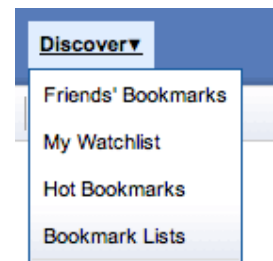 Discover▼
Friends' Bookmarks
My Watchlist
Hot Bookmarks
Bookmark Lists